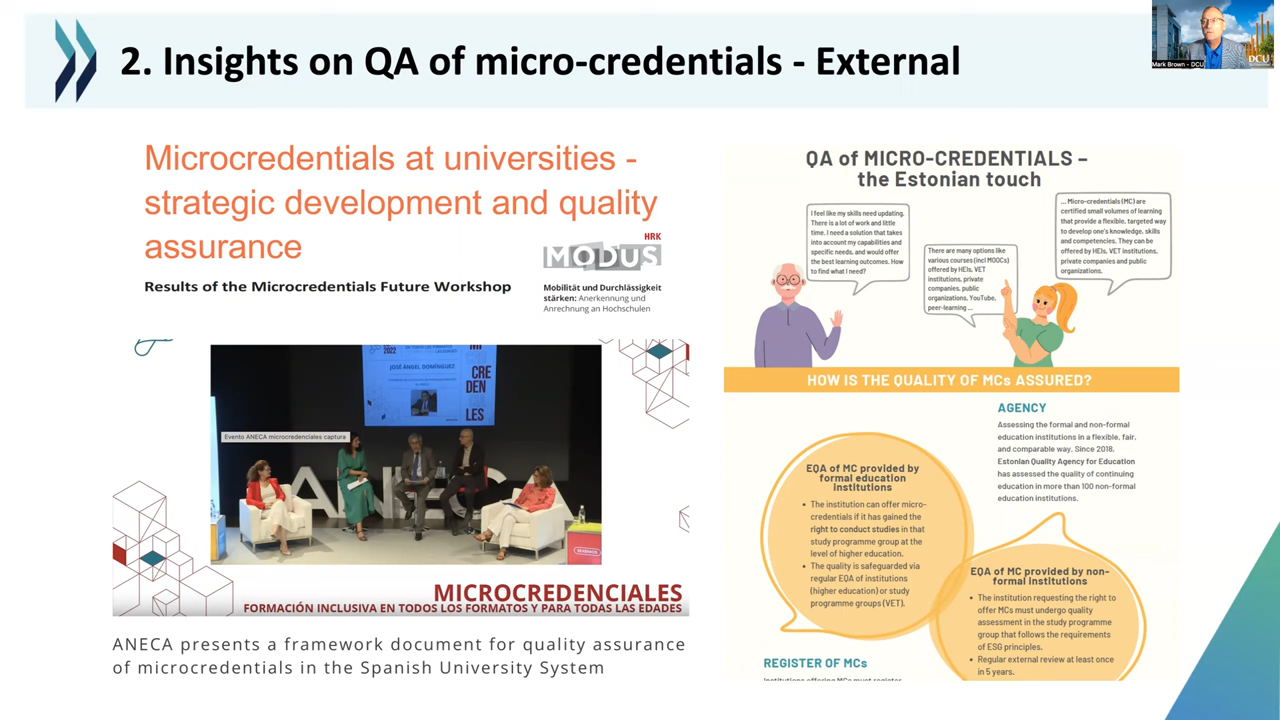 2. Insights on QA of micro-credentials - External
Mark Brown - DCU
DCU
Microcredentials at universities -
strategic development and quality
assurance
Results of the Microcredentials Future Workshop
HRK
MODUS
Mobilität und Durchlässigkeit
stärken: Anerkennung und
Anrechnung an Hochschulen
2022
JOSÉ ÁNGEL DOMÍNGUEZ
CRE
DEN
LES
Evento ANECA microcredenciales captura
ANEC
MICROCREDENCIALES
FORMACIÓN INCLUSIVA EN TODOS LOS FORMATOS Y PARA TODAS LAS EDADES
ANECA presents a framework document for quality assurance
of microcredentials in the Spanish University System
QA of MICRO-CREDENTIALS –
the Estonian touch
I feel like my skills need updating.
There is a lot of work and little
time. I need a solution that takes
into account my capabilities and
specific needs, and would offer
the best learning outcomes. How
to find what I need?
There are many options like
various courses (incl MOOCs)
offered by HEIs, VET
institutions, private
companies, public
organizations, YouTube,
peer-learning ...
... Micro-credentials (MC) are
certified small volumes of learning
that provide a flexible, targeted way
to develop one's knowledge, skills
and competencies. They can be
offered by HEIs, VET institutions,
private companies and public
organizations.
HOW IS THE QUALITY OF MCs ASSURED?
AGENCY
Assessing the formal and non-formal
education institutions in a flexible, fair,
and comparable way. Since 2018,
Estonian Quality Agency for Education
has assessed the quality of continuing
education in more than 100 non-formal
education institutions.
EQA of MC provided by
formal education
institutions
• The institution can offer micro-
credentials if it has gained the
right to conduct studies in that
study programme group at the
level of higher education.
• The quality is safeguarded via
regular EQA of institutions
(higher education) or study
programme groups (VET).
EQA of MC provided by non-
formal institutions
• The institution requesting the right to
offer MCs must undergo quality
assessment in the study programme
group that follows the requirements
of ESG principles.
• Regular external review at least once
in 5 years.
REGISTER OF MCs
Institutions offering MCs must register